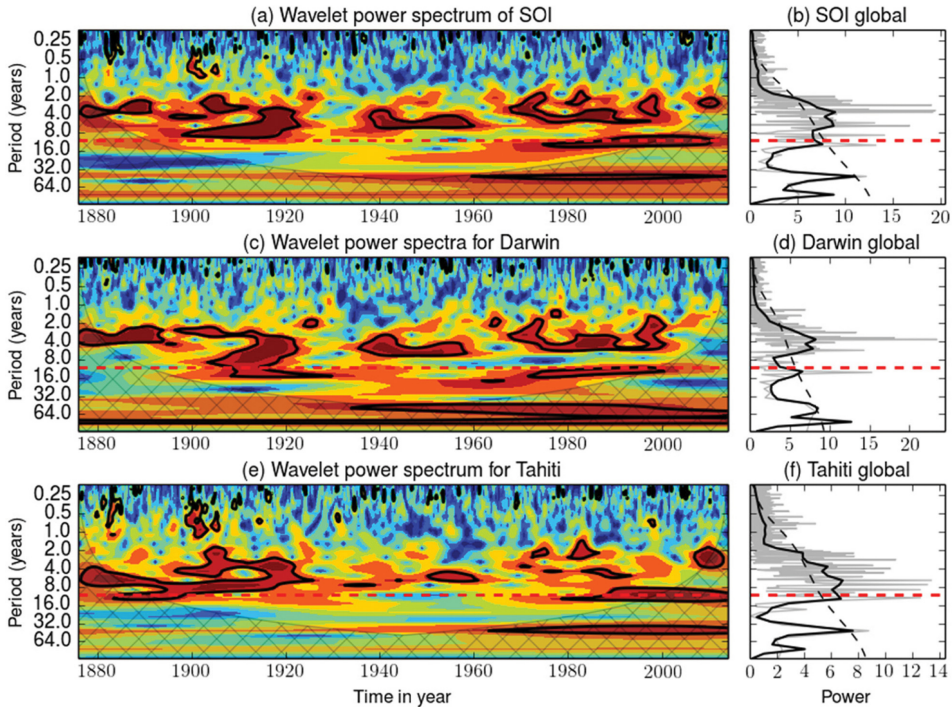 (a) Wavelet power spectrum of SOI
(b) SOI global
Period (years)
0.25
0.5
1.0
2.0
4.0
8.0
16.0
32.0
64.0
1880 1900 1920 1940 1960 1980 2000
0 5 10 15 20
(c) Wavelet power spectra for Darwin
(d) Darwin global
Period (years)
0.25
0.5
1.0
2.0
4.0
8.0
16.0
32.0
64.0
1880 1900 1920 1940 1960 1980 2000
0 5 10 15 20
(e) Wavelet power spectrum for Tahiti
(f) Tahiti global
Period (years)
0.25
0.5
1.0
2.0
4.0
8.0
16.0
32.0
64.0
1880 1900 1920 1940 1960 1980 2000
0 2 4 6 8 10 12 14
Time in year
Power